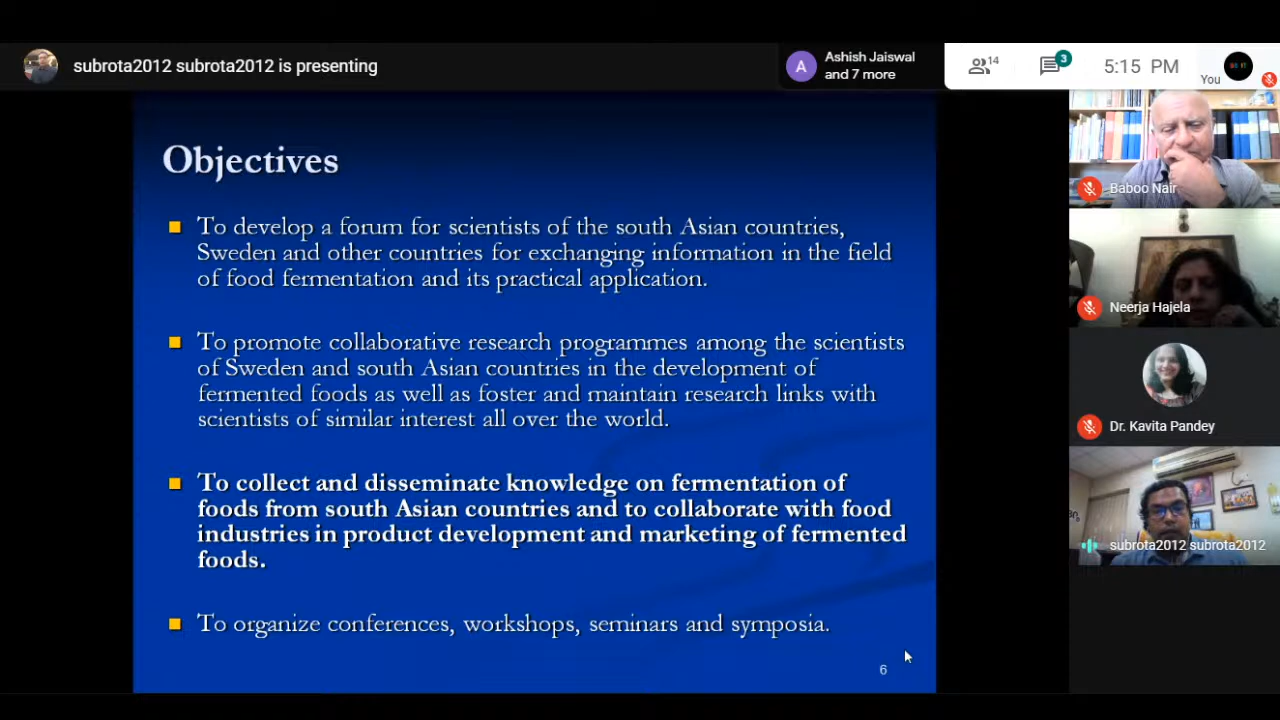 subrota2012 subrota2012 is presenting
A
Ashish Jaiswal
and 7 more
14
3
5:15 PM
You
Objectives
To develop a forum for scientists of the south Asian countries,
Sweden and other countries for exchanging information in the field
of food fermentation and its practical application.
To promote collaborative research programmes among the scientists
of Sweden and south Asian countries in the development of
fermented foods as well as foster and maintain research links with
scientists of similar interest all over the world.
To collect and disseminate knowledge on fermentation of
foods from south Asian countries and to collaborate with food
industries in product development and marketing of fermented
foods.
To organize conferences, workshops, seminars and symposia.
6
Baboo Nair
Neerja Hajela
Dr. Kavita Pandey
subrota2012 subrota2012